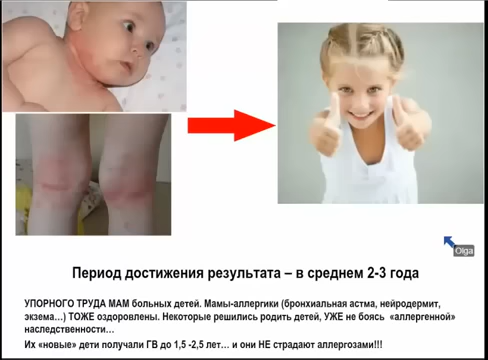 Olga
Период достижения результата – в среднем 2-3 года
УПОРНОГО ТРУДА МАМ больных детей. Мамы-аллергики (бронхиальная астма, нейродермит,
экзема…) ТОЖЕ оздоровлены. Некоторые решились родить детей, УЖЕ не боясь «аллергенной»
наследственности…
Их «новые» дети получали ГВ до 1,5 -2,5 лет… и они НЕ страдают аллергозами!!!